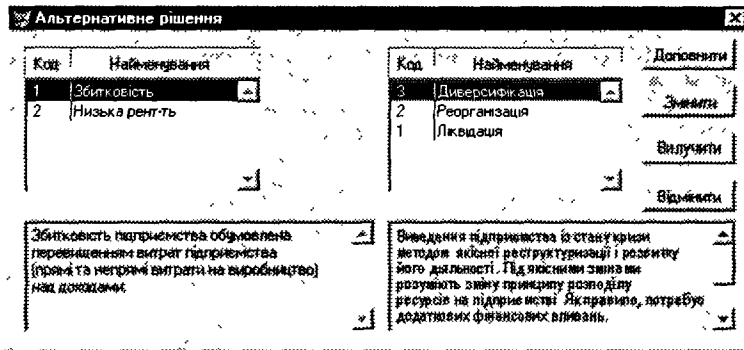 Альтернативне рішення
Код Найменування
1 Збитковість
2 Низька рент-ть
Код Найменування
3 Диверсифікація
2 Реорганізація
1 Ліквідація
Доповнити
Змінити
Вилучити
Відмінити
Збитковість підприємства обумовлена
перевищенням витрат підприємства
(прямі та непрямі витрати на виробництво)
над доходами.
Виведення підприємства із стану кризи
методом якісної реструктуризації і розвитку
його діяльності. Під якісними змінами
розуміють зміну принципу розподілу
ресурсів на підприємстві. Як правило, потребує
додаткових фінансових вливань.